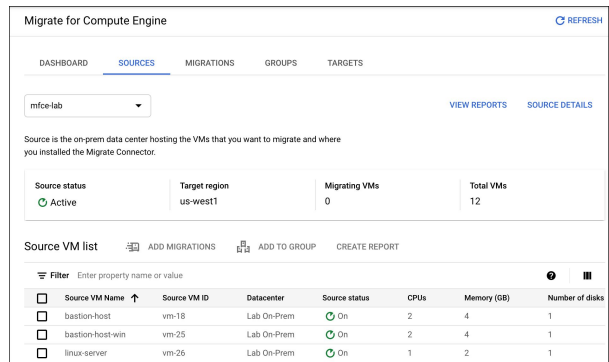 Migrate for Compute Engine
REFRESH
DASHBOARD SOURCES MIGRATIONS GROUPS TARGETS
mfce-lab
VIEW REPORTS SOURCE DETAILS
Source is the on-prem data center hosting the VMs that you want to migrate and where
you installed the Migrate Connector.
Source status Target region Migrating VMs Total VMs
Active us-west1 0 12
Source VM list ADD MIGRATIONS ADD TO GROUP CREATE REPORT
Filter Enter property name or value
Source VM Name Source VM ID Datacenter Source status CPUs Memory (GB) Number of disks
bastion-host vm-18 Lab On-Prem On 2 4 1
bastion-host-win vm-25 Lab On-Prem On 2 4 1
linux-server vm-26 Lab On-Prem On 1 2 1